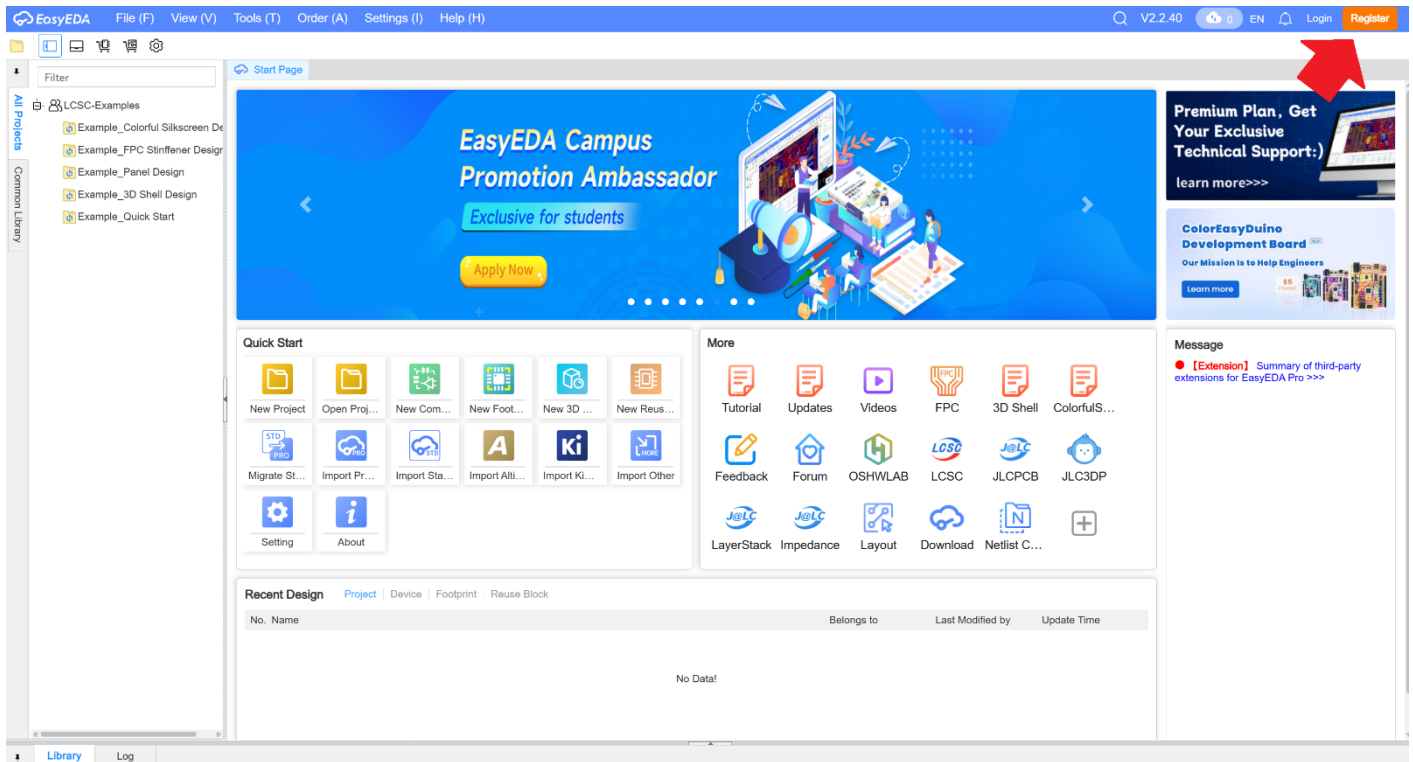 EasyEDA File (F) View (V) Tools (T) Order (A) Settings (I) Help (H) V2.2.40 0 EN Login Register
Filter
All Projects
Common Library
LCSC-Examples
Example_Colorful Silkscreen De
Example_FPC Stinffener Design
Example_Panel Design
Example_3D Shell Design
Example_Quick Start
Start Page
EasyEDA Campus
Promotion Ambassador
Exclusive for students
Apply Now
Premium Plan, Get
Your Exclusive
Technical Support:)
learn more>>>
ColorEasyDuino
Development Board
Our Mission Is to Help Engineers
Learn more
$5
Quick Start
New Project Open Proj... New Com... New Foot... New 3D ... New Reus...
STD PRO PRO STD A Ki MORE
Migrate St... Import Pr... Import Sta... Import Alti... Import Ki... Import Other
Setting About
More
FPC
Tutorial Updates Videos FPC 3D Shell ColorfulS...
LCSC J@LC
Feedback Forum OSHWLAB LCSC JLCPCB JLC3DP
J@LC J@LC N
LayerStack Impedance Layout Download Netlist C...
Message
【Extension】 Summary of third-party
extensions for EasyEDA Pro >>>
Recent Design Project Device Footprint Reuse Block
No. Name Belongs to Last Modified by Update Time
No Data!
Library Log